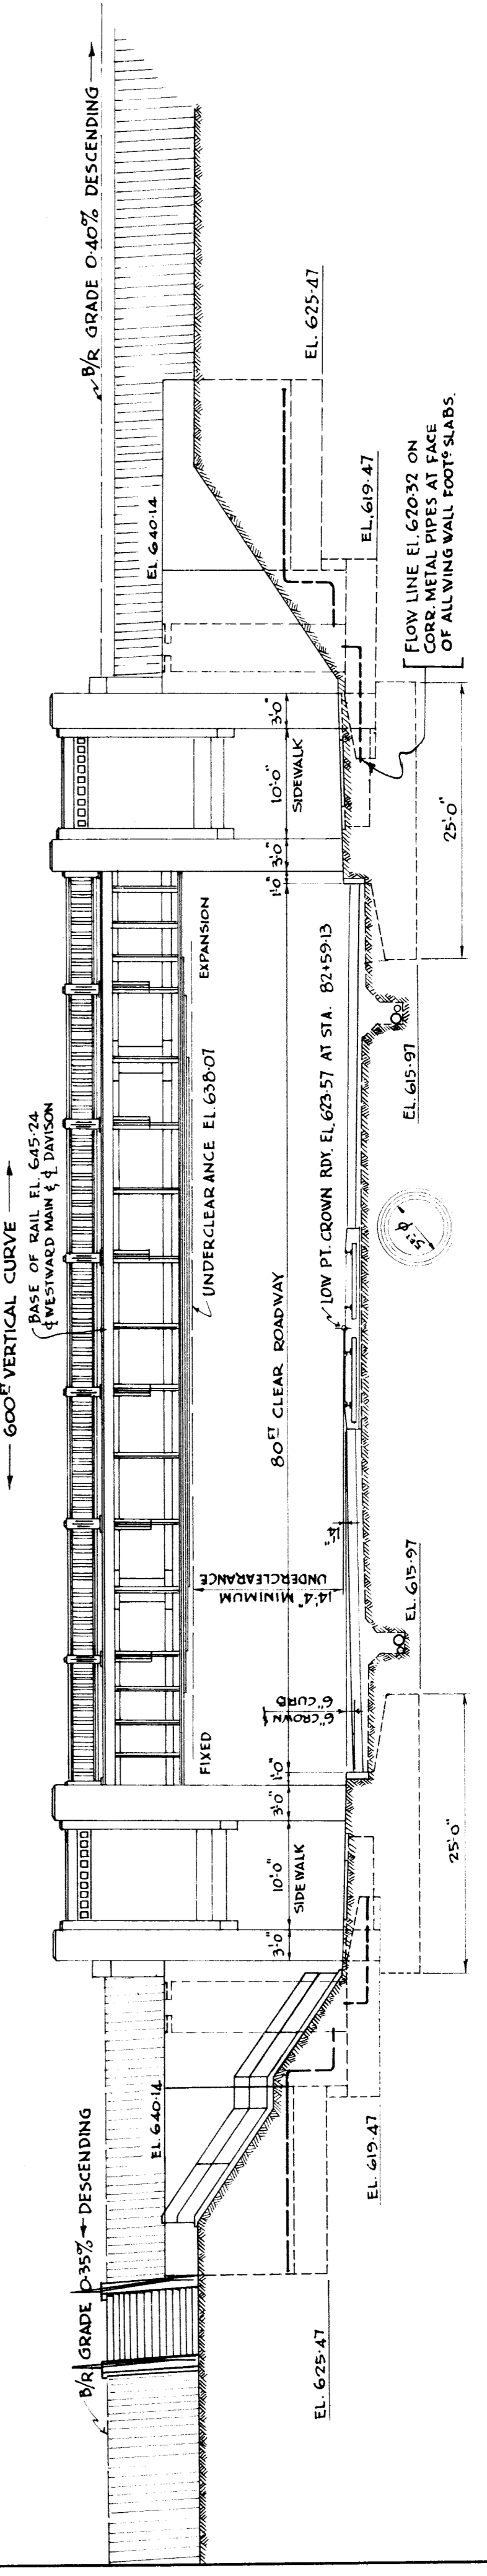 ← 600FT VERTICAL CURVE →
BASE OF RAIL EL. 645·24
℄ WESTWARD MAIN & ℄ DAVISON
B/R GRADE 0·35% ← DESCENDING
B/R GRADE 0·40% DESCENDING →
EL. 640·14
EL. 640·14
FIXED
EXPANSION
UNDERCLEARANCE EL. 638·07
14'-4" MINIMUM
UNDERCLEARANCE
80FT CLEAR ROADWAY
3'-0"
10'-0"
SIDEWALK
3'-0"
1'-0"
6" CROWN &
6" CURB
1'-0"
3'-0"
10'-0"
SIDEWALK
3'-0"
LOW PT. CROWN RDY. EL. 623·57 AT STA. 82+59·13
EL. 625·47
EL. 619·47
25'-0"
EL. 615·97
EL. 615·97
25'-0"
EL. 619·47
EL. 625·47
FLOW LINE EL. 620·32 ON
CORR. METAL PIPES AT FACE
OF ALL WING WALL FOOTG SLABS.